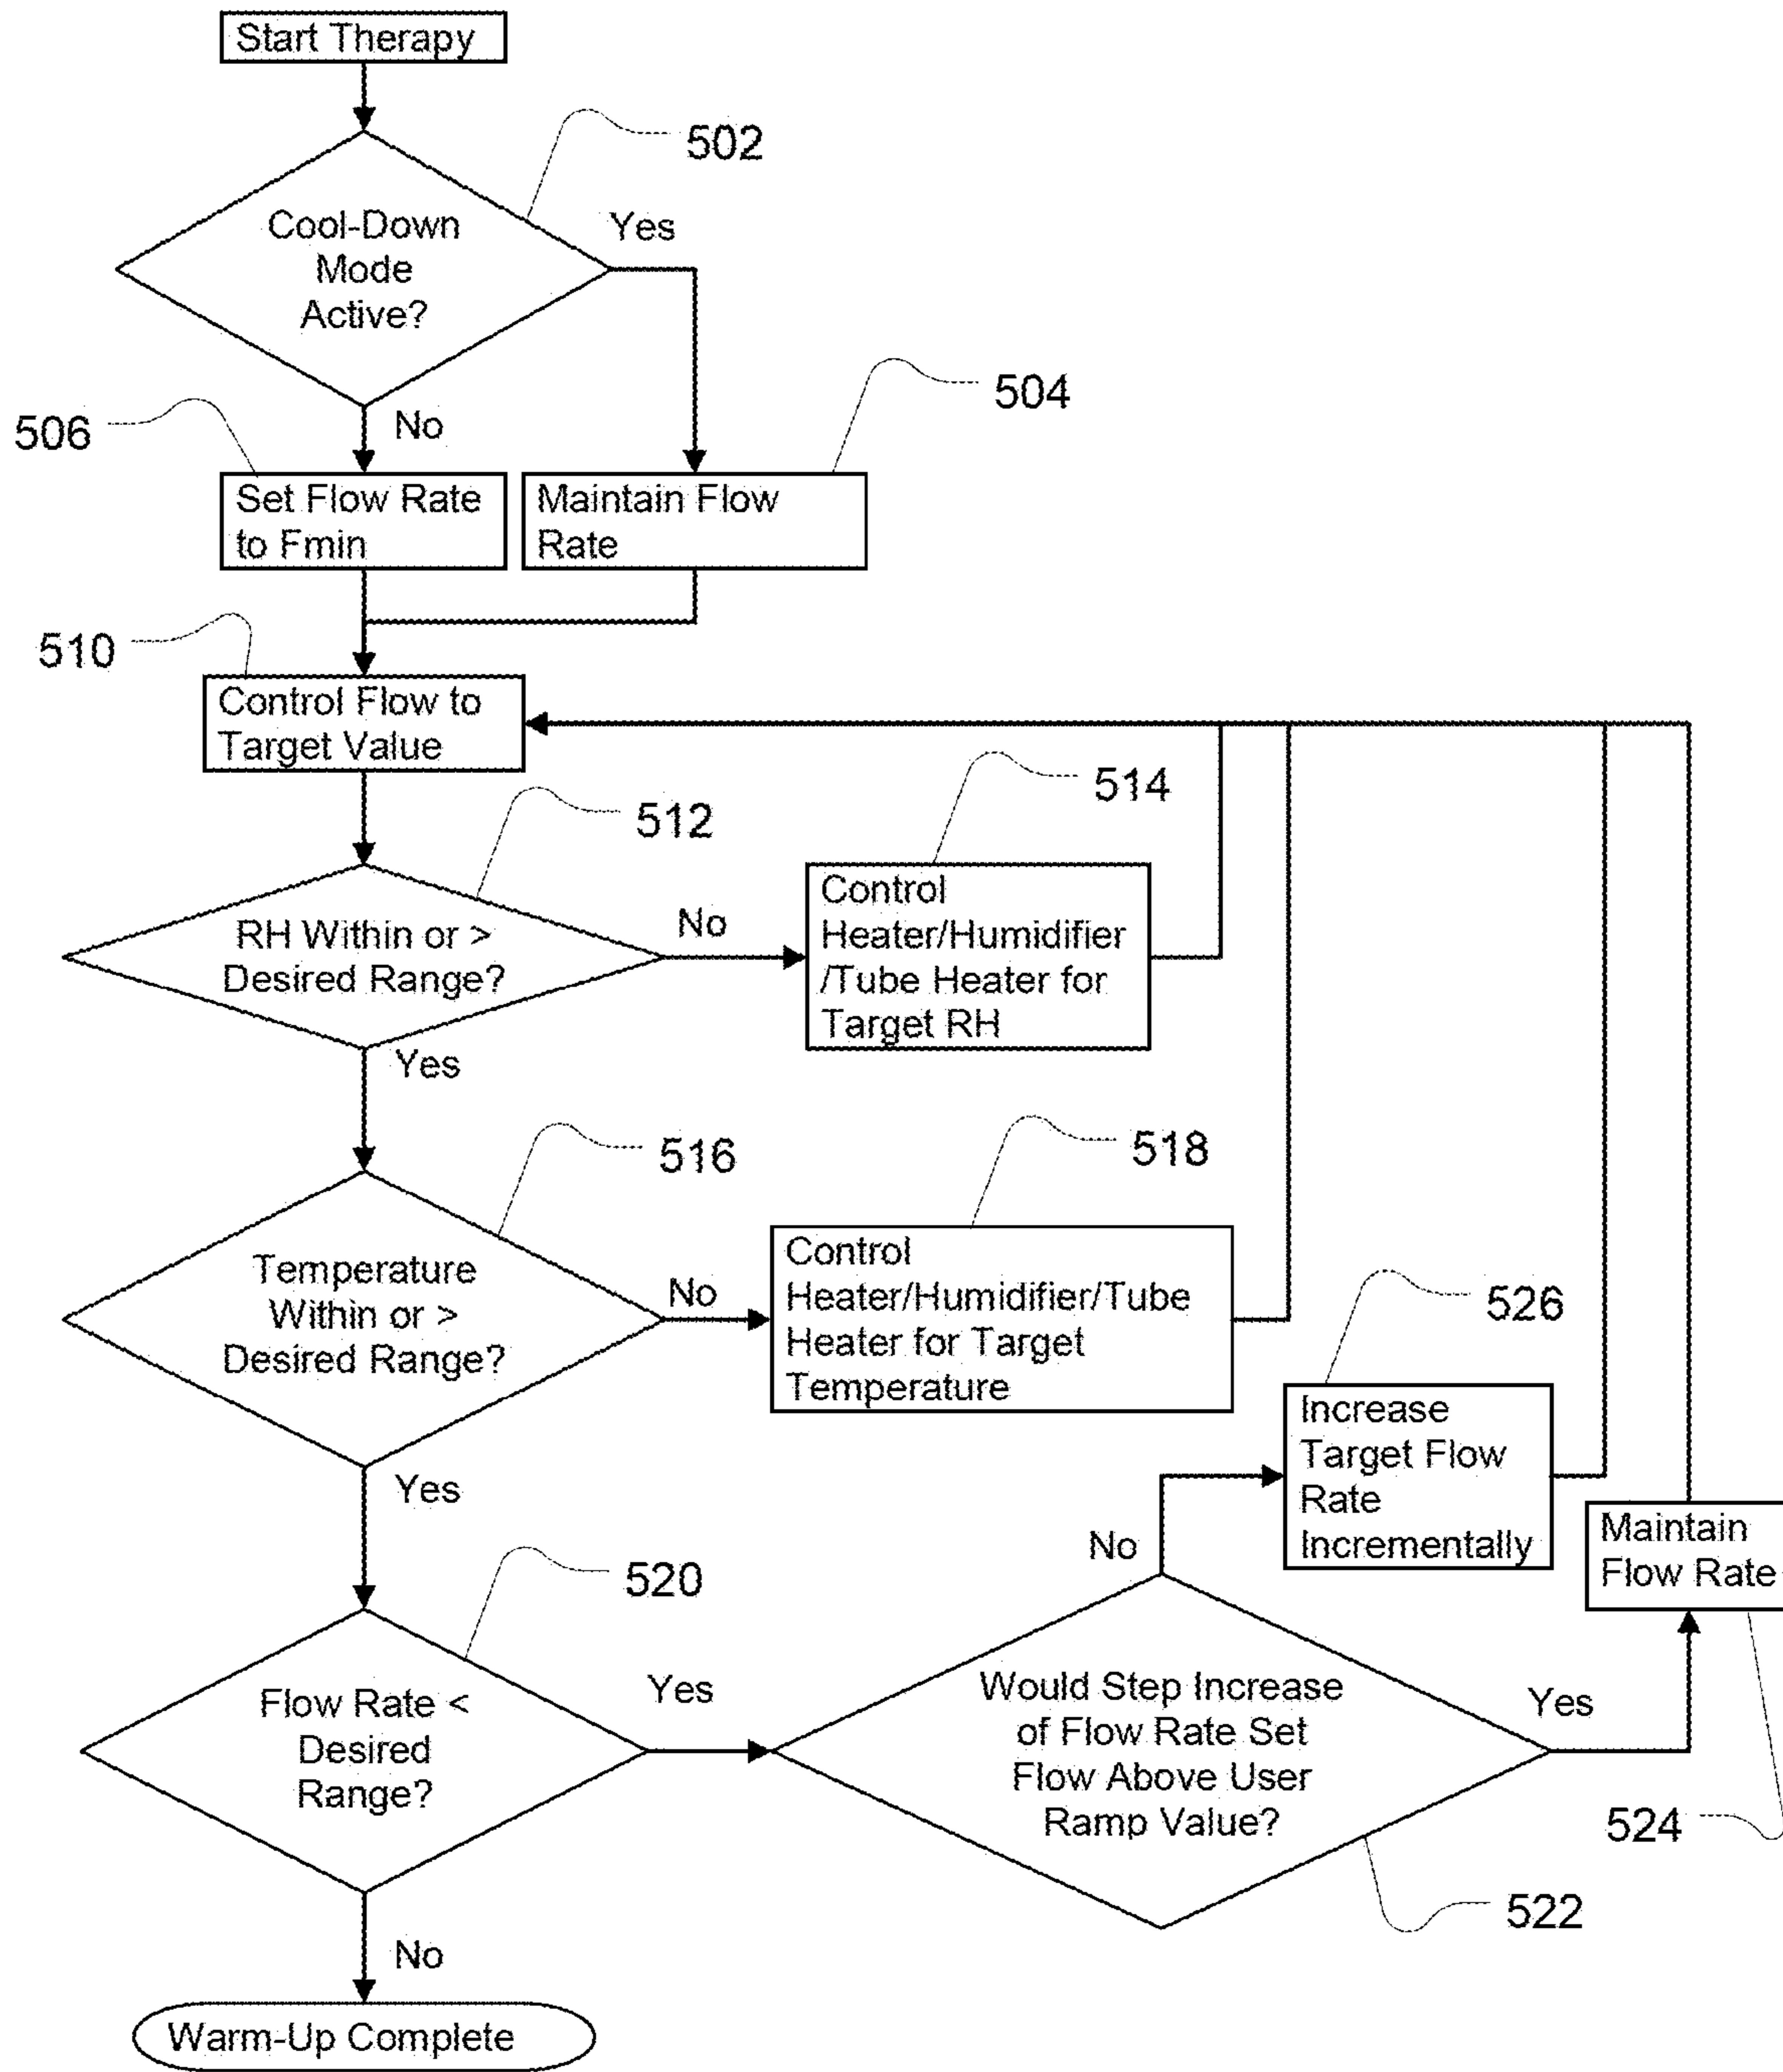 Start Therapy
502
Cool-Down
Mode
Active?
Yes
504
506
No
Set Flow Rate
to Fmin
Maintain Flow
Rate
510
Control Flow to
Target Value
512
514
RH Within or >
Desired Range?
No
Control
Heater/Humidifier
/Tube Heater for
Target RH
Yes
516
518
Temperature
Within or >
Desired Range?
No
Control
Heater/Humidifier/Tube
Heater for Target
Temperature
526
Increase
Target Flow
Rate
Incrementally
Yes
520
No
Maintain
Flow Rate
Flow Rate <
Desired
Range?
Yes
Would Step Increase
of Flow Rate Set
Flow Above User
Ramp Value?
Yes
524
522
No
Warm-Up Complete